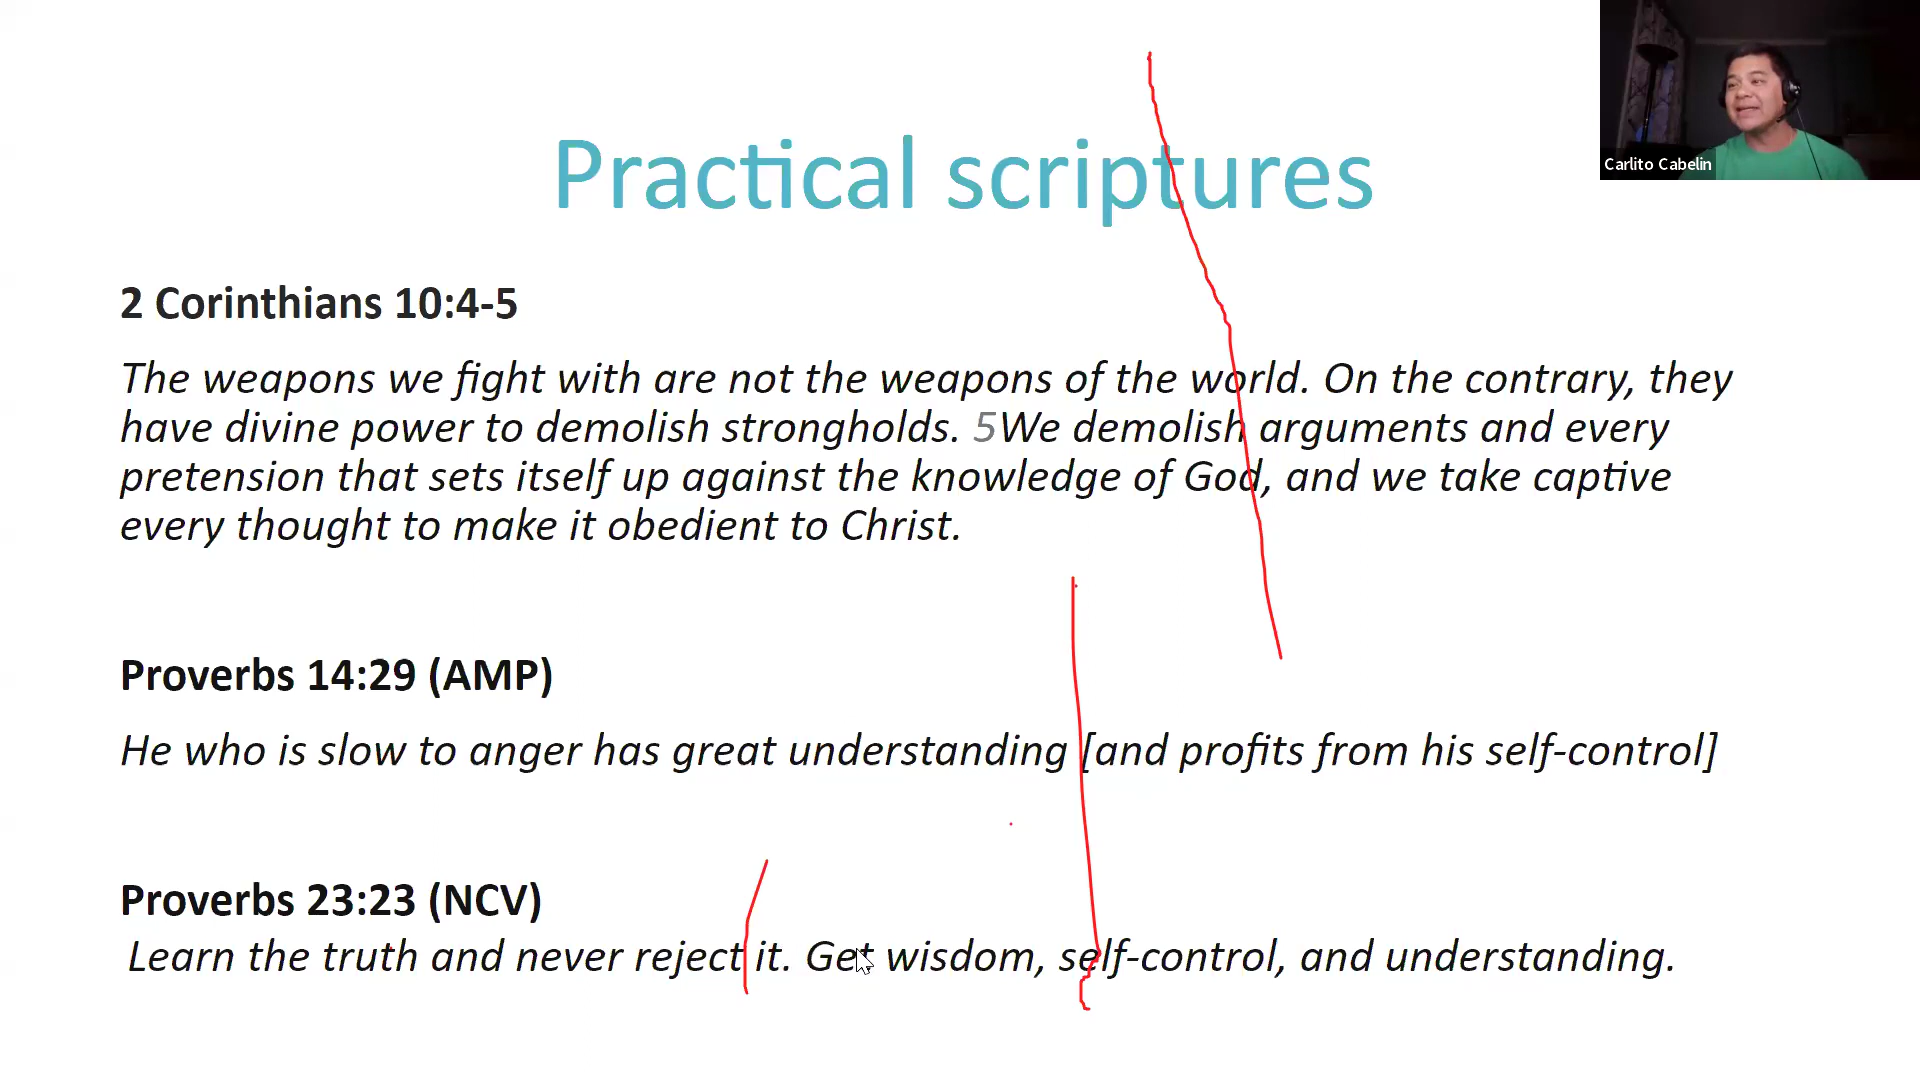 Practical scriptures
Carlito Cabelin
2 Corinthians 10:4-5
The weapons we fight with are not the weapons of the world. On the contrary, they
have divine power to demolish strongholds. 5We demolish arguments and every
pretension that sets itself up against the knowledge of God, and we take captive
every thought to make it obedient to Christ.
Proverbs 14:29 (AMP)
He who is slow to anger has great understanding [and profits from his self-control]
Proverbs 23:23 (NCV)
Learn the truth and never reject it. Get wisdom, self-control, and understanding.